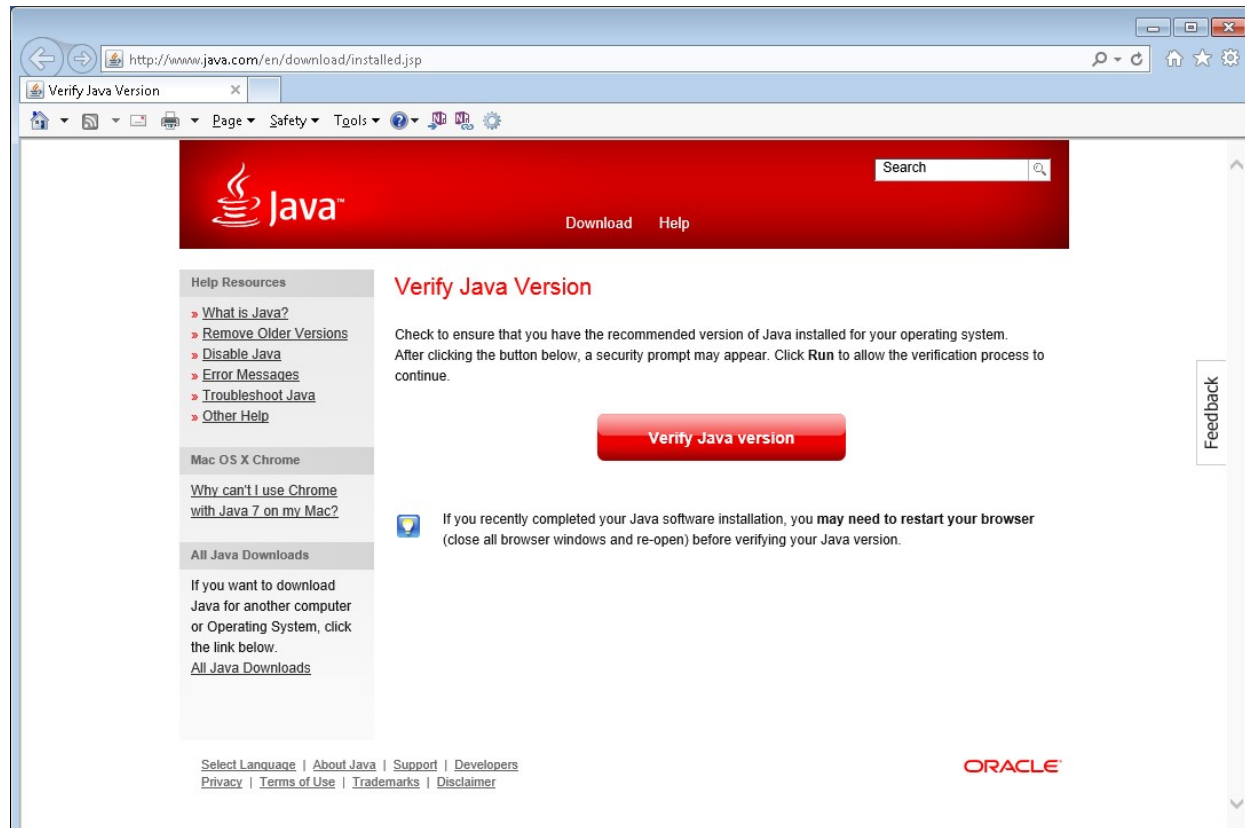 http://www.java.com/en/download/installed.jsp
Verify Java Version
Page Safety Tools
Java™
Search
Download Help
Help Resources
» What is Java?
» Remove Older Versions
» Disable Java
» Error Messages
» Troubleshoot Java
» Other Help
Mac OS X Chrome
Why can't I use Chrome
with Java 7 on my Mac?
All Java Downloads
If you want to download
Java for another computer
or Operating System, click
the link below.
All Java Downloads
Verify Java Version
Check to ensure that you have the recommended version of Java installed for your operating system.
After clicking the button below, a security prompt may appear. Click Run to allow the verification process to
continue.
Verify Java version
If you recently completed your Java software installation, you may need to restart your browser
(close all browser windows and re-open) before verifying your Java version.
Feedback
Select Language | About Java | Support | Developers
Privacy | Terms of Use | Trademarks | Disclaimer
ORACLE